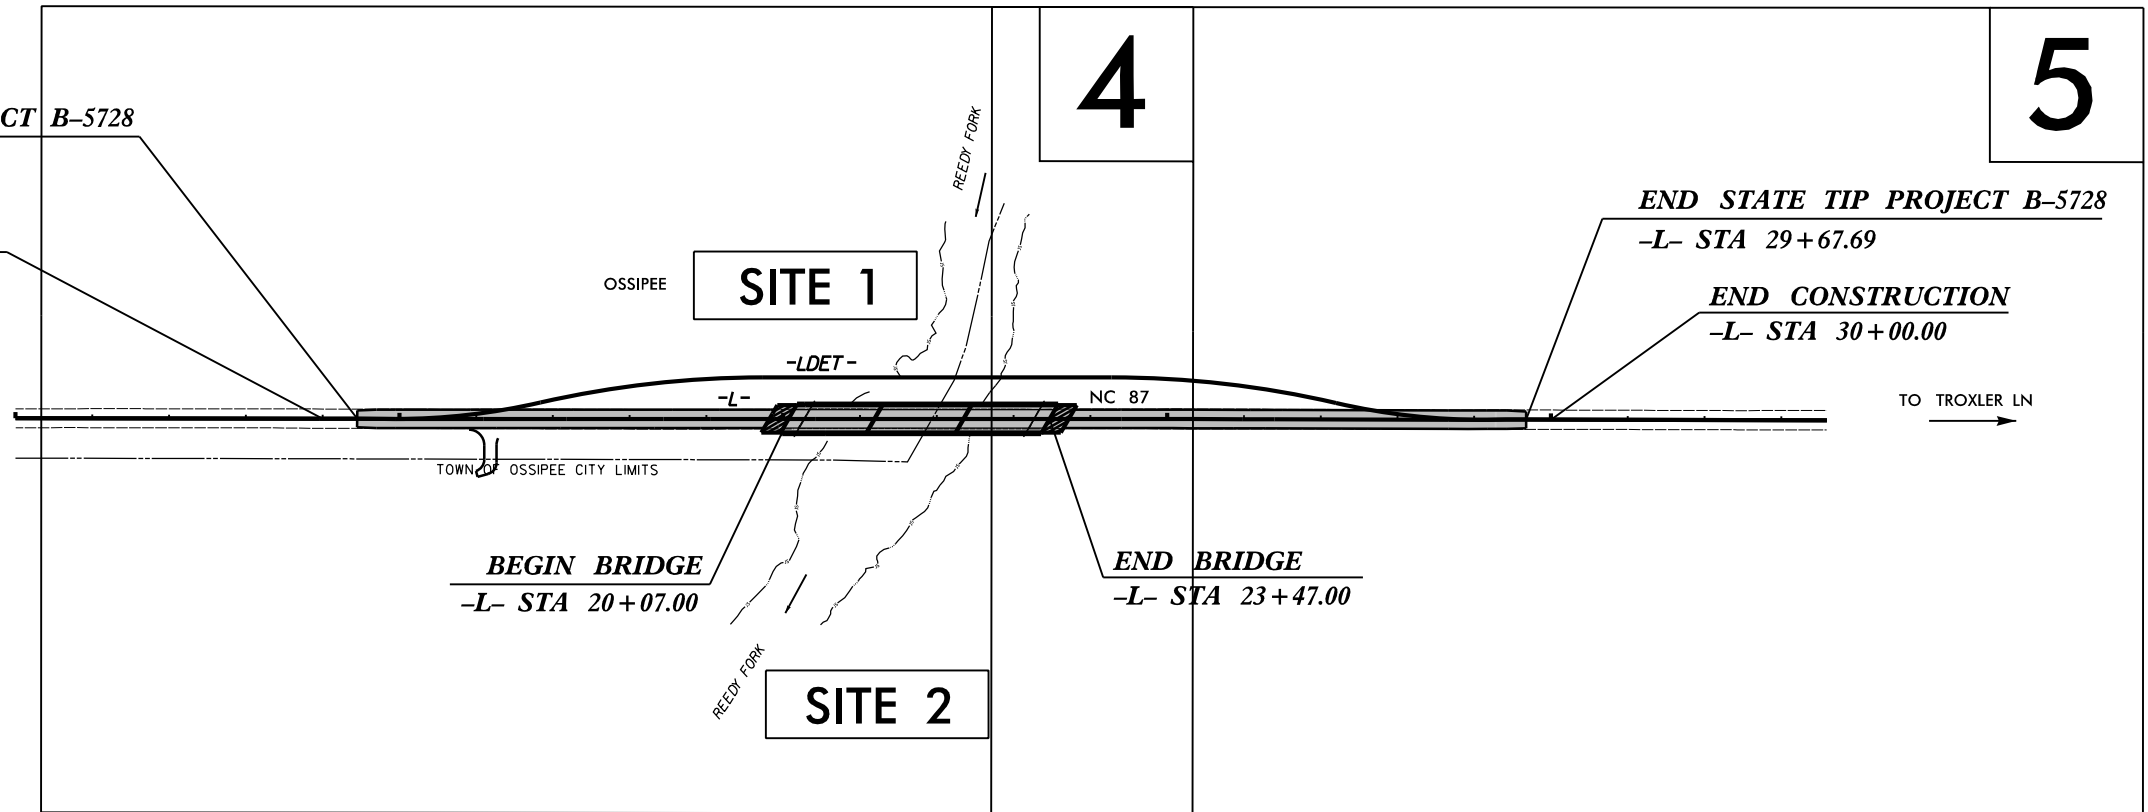 4
5
CT B–5728
REEDY FORK
END STATE TIP PROJECT B–5728
–L– STA 29+67.69
OSSIPEE
SITE 1
END CONSTRUCTION
–L– STA 30+00.00
-LDET-
-L-
NC 87
TO TROXLER LN
TOWN OF OSSIPEE CITY LIMITS
BEGIN BRIDGE
–L– STA 20+07.00
END BRIDGE
–L– STA 23+47.00
REEDY FORK
SITE 2